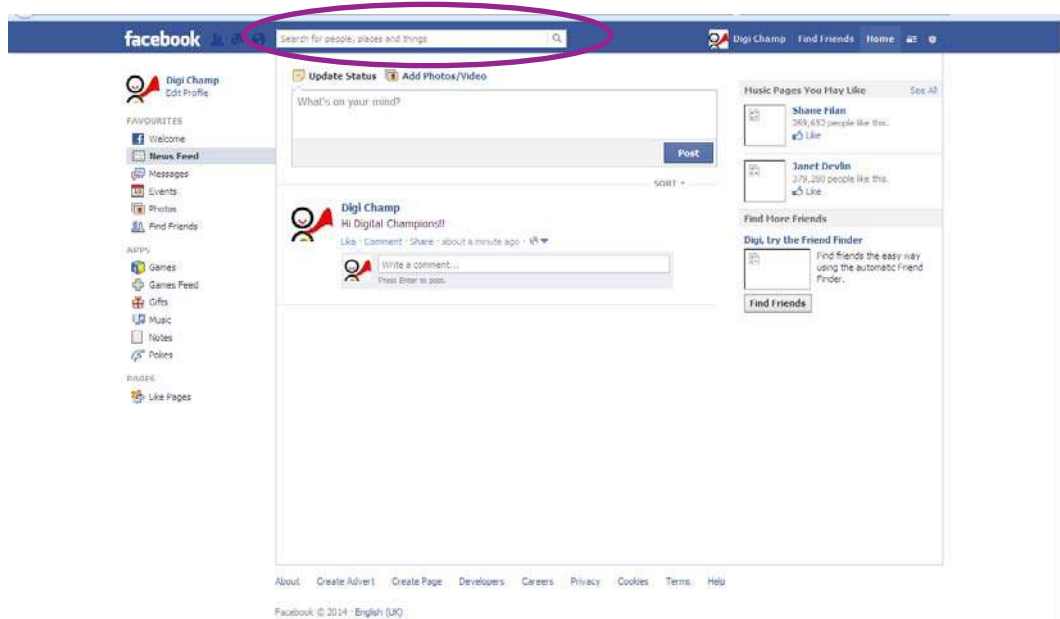 facebook
Search for people, places and things
Digi Champ Find Friends Home
Digi Champ
Edit Profile
FAVOURITES
Welcome
News Feed
Messages
Events
Photos
Find Friends
APPS
Games
Games Feed
Gifts
Music
Notes
Pokes
PAGES
Like Pages
Update Status Add Photos/Video
What's on your mind?
Post
SORT
Digi Champ
Hi Digital Champions!!
Like · Comment · Share · about a minute ago ·
Write a comment...
Press Enter to post.
Music Pages You May Like See All
Shane Filan
369,652 people like this.
Like
Janet Devlin
379,200 people like this.
Like
Find More Friends
Digi, try the Friend Finder
Find friends the easy way
using the automatic Friend
Finder.
Find Friends
About Create Advert Create Page Developers Careers Privacy Cookies Terms Help
Facebook © 2014 · English (UK)